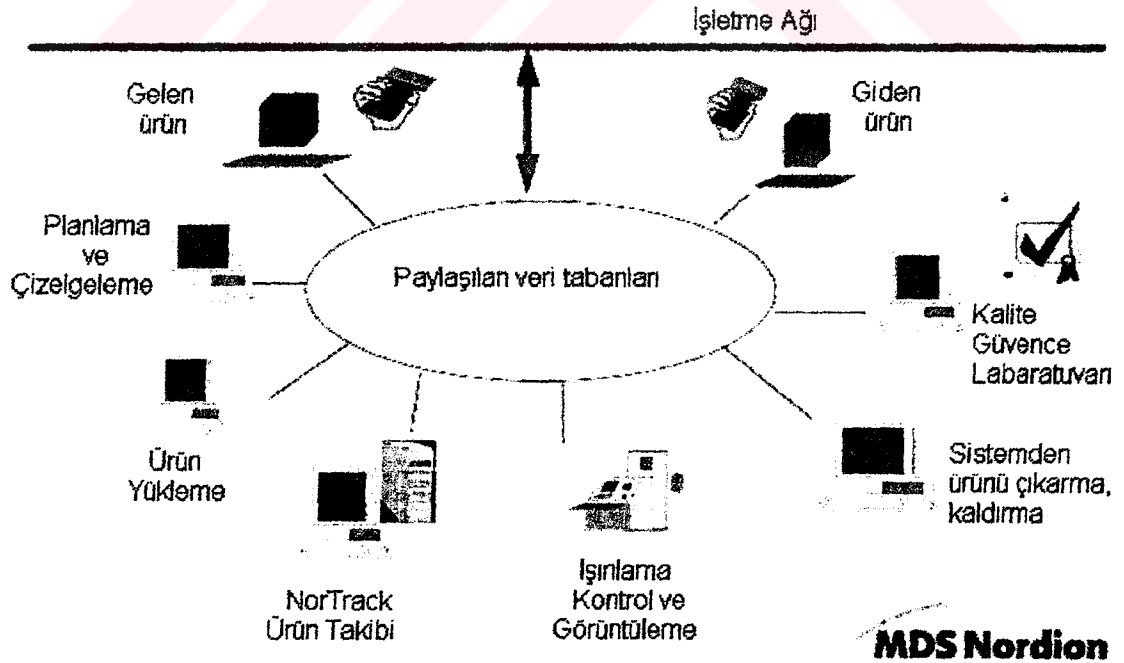 İşletme Ağı
Gelen
ürün
Giden
ürün
Planlama
ve
Çizelgeleme
Paylaşılan veri tabanları
Kalite
Güvence
Labaratuvarı
Ürün
Yükleme
Sistemden
ürünü çıkarma,
kaldırma
NorTrack
Ürün Takibi
Işınlama
Kontrol ve
Görüntüleme
MDS Nordion